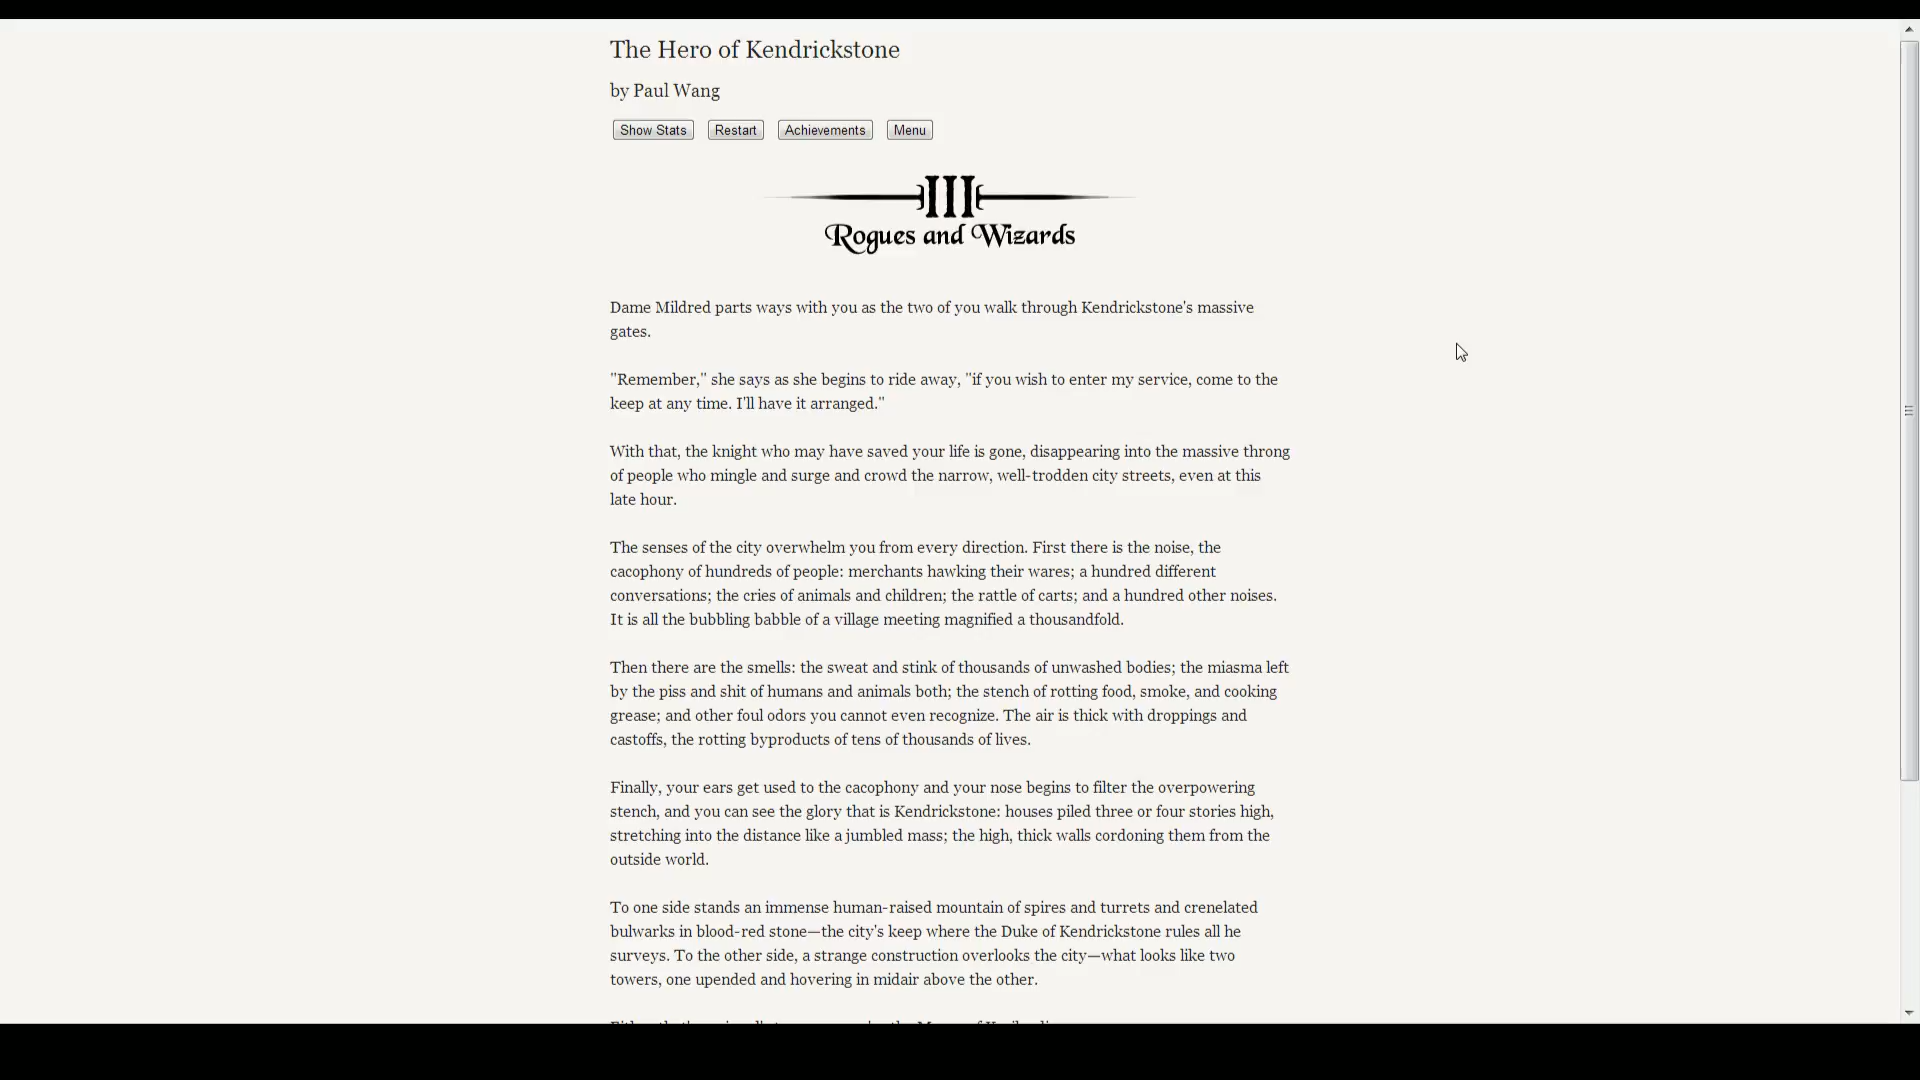 The Hero of Kendrickstone
by Paul Wang
Show Stats Restart Achievements Menu
III
Rogues and Wizards
Dame Mildred parts ways with you as the two of you walk through Kendrickstone's massive
gates.
"Remember," she says as she begins to ride away, "if you wish to enter my service, come to the
keep at any time. I'll have it arranged."
With that, the knight who may have saved your life is gone, disappearing into the massive throng
of people who mingle and surge and crowd the narrow, well-trodden city streets, even at this
late hour.
The senses of the city overwhelm you from every direction. First there is the noise, the
cacophony of hundreds of people: merchants hawking their wares; a hundred different
conversations; the cries of animals and children; the rattle of carts; and a hundred other noises.
It is all the bubbling babble of a village meeting magnified a thousandfold.
Then there are the smells: the sweat and stink of thousands of unwashed bodies; the miasma left
by the piss and shit of humans and animals both; the stench of rotting food, smoke, and cooking
grease; and other foul odors you cannot even recognize. The air is thick with droppings and
castoffs, the rotting byproducts of tens of thousands of lives.
Finally, your ears get used to the cacophony and your nose begins to filter the overpowering
stench, and you can see the glory that is Kendrickstone: houses piled three or four stories high,
stretching into the distance like a jumbled mass; the high, thick walls cordoning them from the
outside world.
To one side stands an immense human-raised mountain of spires and turrets and crenelated
bulwarks in blood-red stone—the city's keep where the Duke of Kendrickstone rules all he
surveys. To the other side, a strange construction overlooks the city—what looks like two
towers, one upended and hovering in midair above the other.